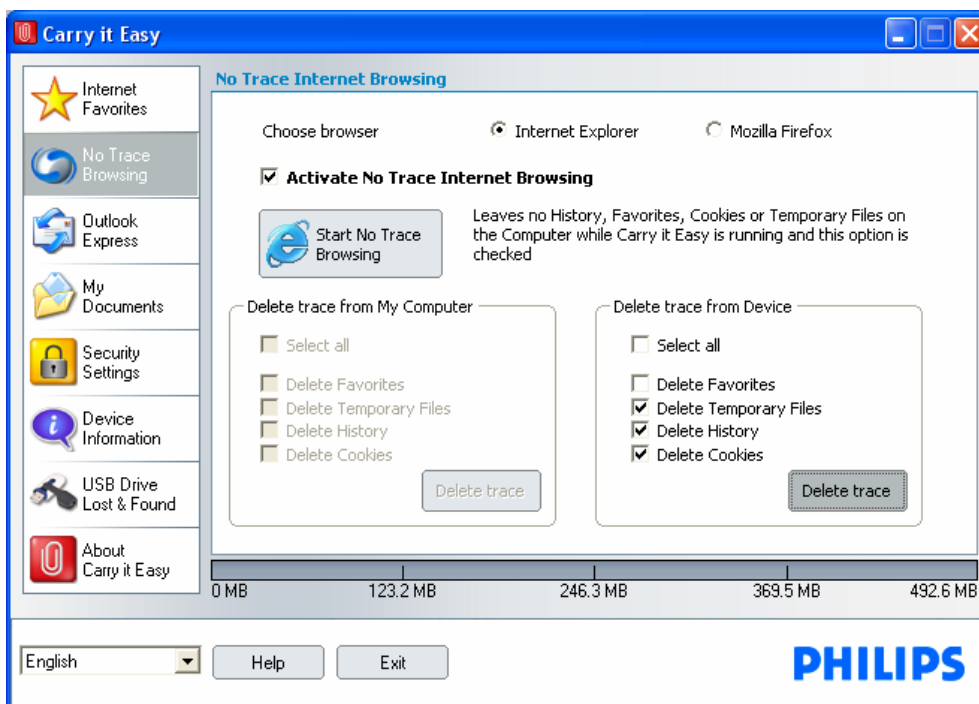 Carry it Easy
Internet
Favorites
No Trace
Browsing
Outlook
Express
My
Documents
Security
Settings
Device
Information
USB Drive
Lost & Found
About
Carry it Easy
No Trace Internet Browsing
Choose browser
Internet Explorer
Mozilla Firefox
Activate No Trace Internet Browsing
Start No Trace
Browsing
Leaves no History, Favorites, Cookies or Temporary Files on
the Computer while Carry it Easy is running and this option is
checked
Delete trace from My Computer
Select all
Delete Favorites
Delete Temporary Files
Delete History
Delete Cookies
Delete trace
Delete trace from Device
Select all
Delete Favorites
Delete Temporary Files
Delete History
Delete Cookies
Delete trace
0 MB 123.2 MB 246.3 MB 369.5 MB 492.6 MB
English
Help
Exit
PHILIPS